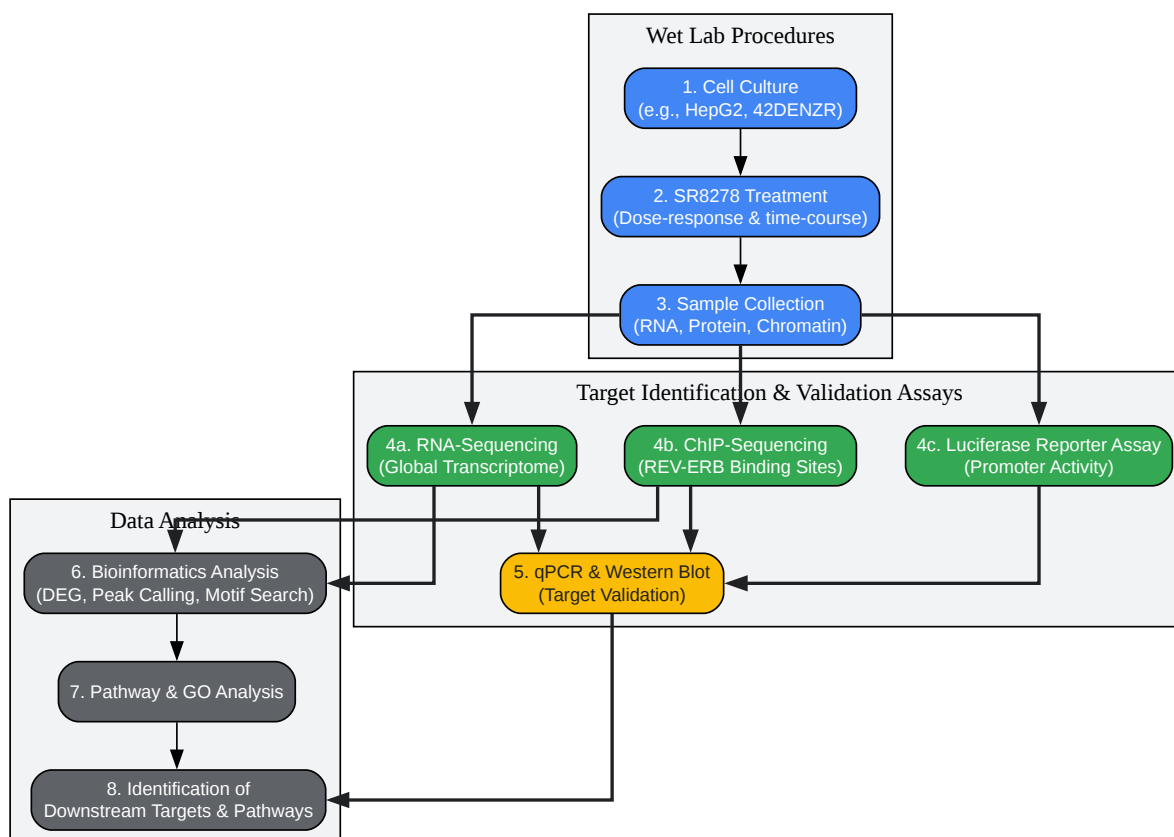 Wet Lab Procedures
1. Cell Culture
(e.g., HepG2, 42DENZR)
2. SR8278 Treatment
(Dose-response & time-course)
3. Sample Collection
(RNA, Protein, Chromatin)
Target Identification & Validation Assays
4a. RNA-Sequencing
(Global Transcriptome)
4b. ChIP-Sequencing
(REV-ERB Binding Sites)
4c. Luciferase Reporter Assay
(Promoter Activity)
5. qPCR & Western Blot
(Target Validation)
Data Analysis
6. Bioinformatics Analysis
(DEG, Peak Calling, Motif Search)
7. Pathway & GO Analysis
8. Identification of
Downstream Targets & Pathways